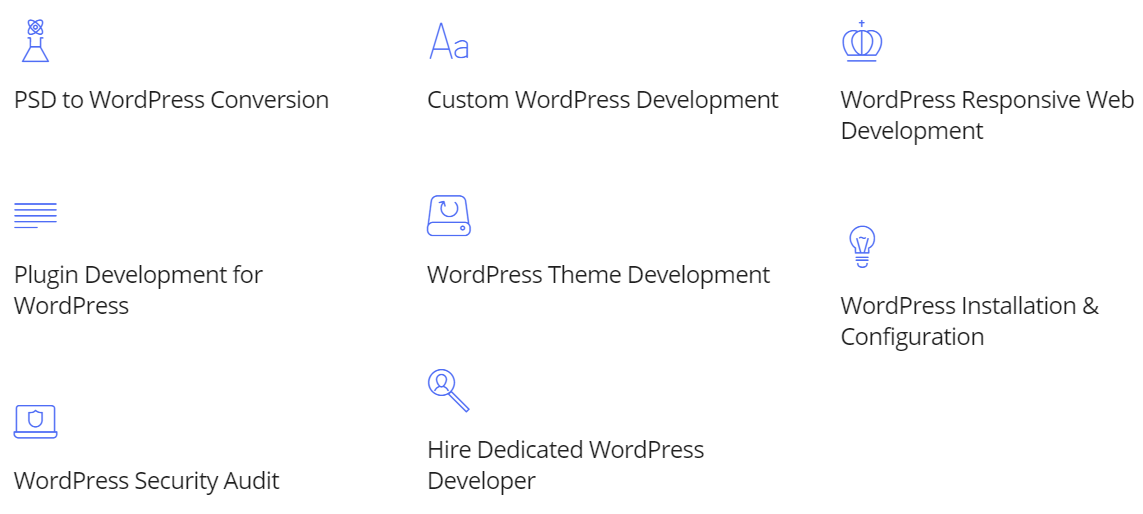 Aa
PSD to WordPress Conversion
Custom WordPress Development
WordPress Responsive Web
Development
Plugin Development for
WordPress
WordPress Theme Development
WordPress Installation &
Configuration
WordPress Security Audit
Hire Dedicated WordPress
Developer